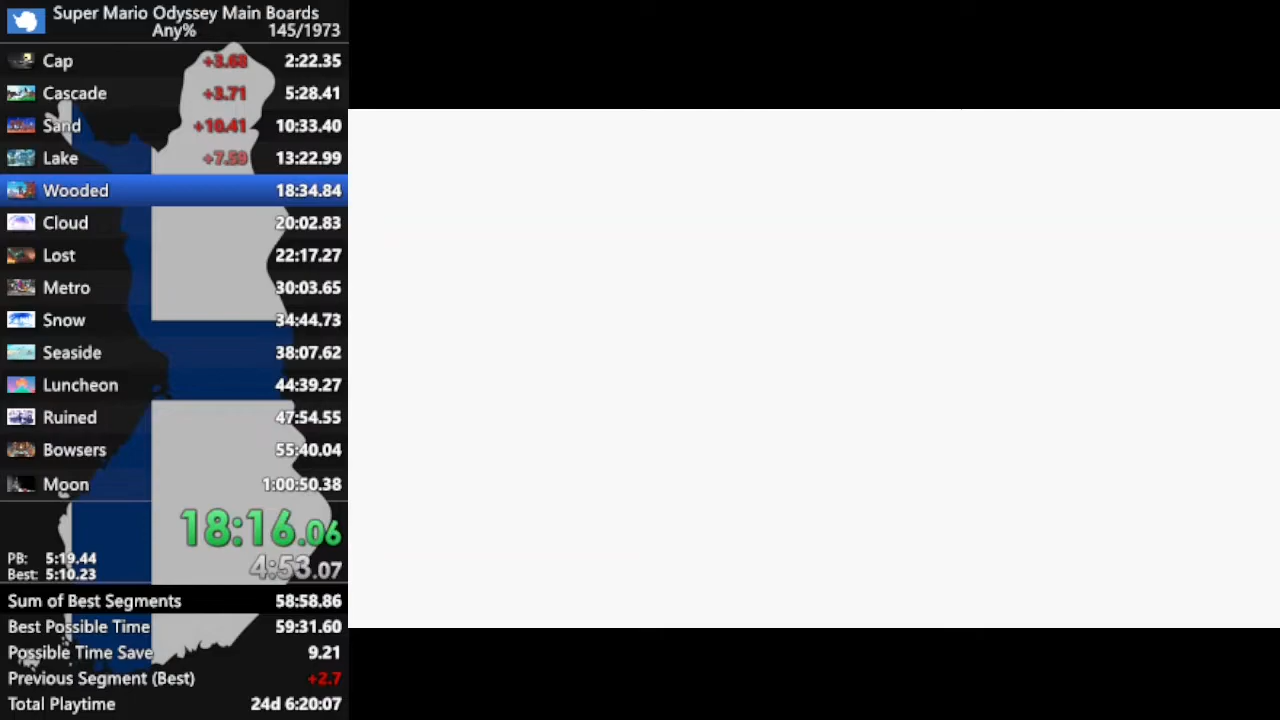 Super Mario Odyssey Main Boards
Any% 145/1973
Cap +3.68 2:22.35
Cascade +3.71 5:28.41
Sand +10.41 10:33.40
Lake +7.59 13:22.99
Wooded 18:34.84
Cloud 20:02.83
Lost 22:17.27
Metro 30:03.65
Snow 34:44.73
Seaside 38:07.62
Luncheon 44:39.27
Ruined 47:54.55
Bowsers 55:40.04
Moon 1:00:50.38
18:16.06
PB: 5:19.44
Best: 5:10.23
4:53.07
Sum of Best Segments 58:58.86
Best Possible Time 59:31.60
Possible Time Save 9.21
Previous Segment (Best) +2.7
Total Playtime 24d 6:20:07